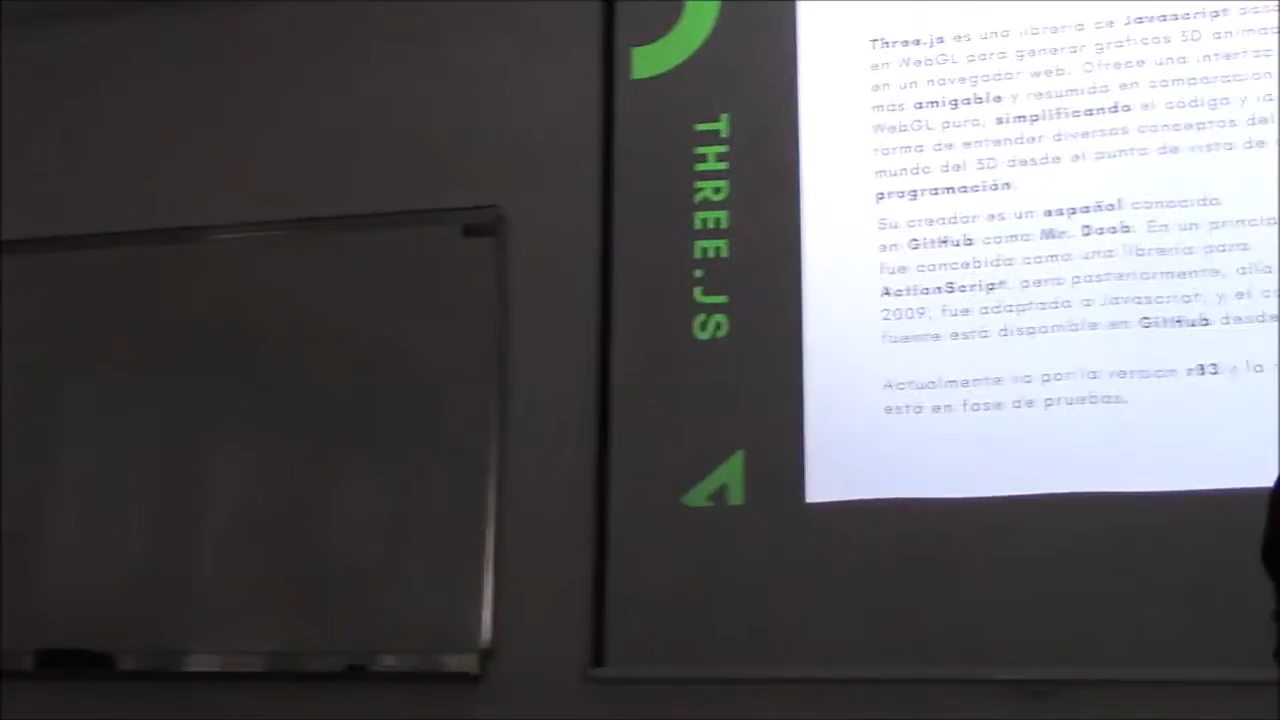 THREE.JS
Three.js es una librería de Javascript
en WebGL para generar gráficos 3D
en un navegador web. Ofrece una
más amigable y resumida en comparación
WebGL puro, simplificando el código y la
forma de entender diversos conceptos del
mundo del 3D desde el punto de vista de
programación.
Su creador es un español conocido
en GitHub como Mr. Doob. En un
fue concebida como una librería para
ActionScript, pero posteriormente,
2009, fue adaptada a Javascript, y el
fuente está disponible en GitHub desde
Actualmente va por la versión r93 y la
está en fase de pruebas.